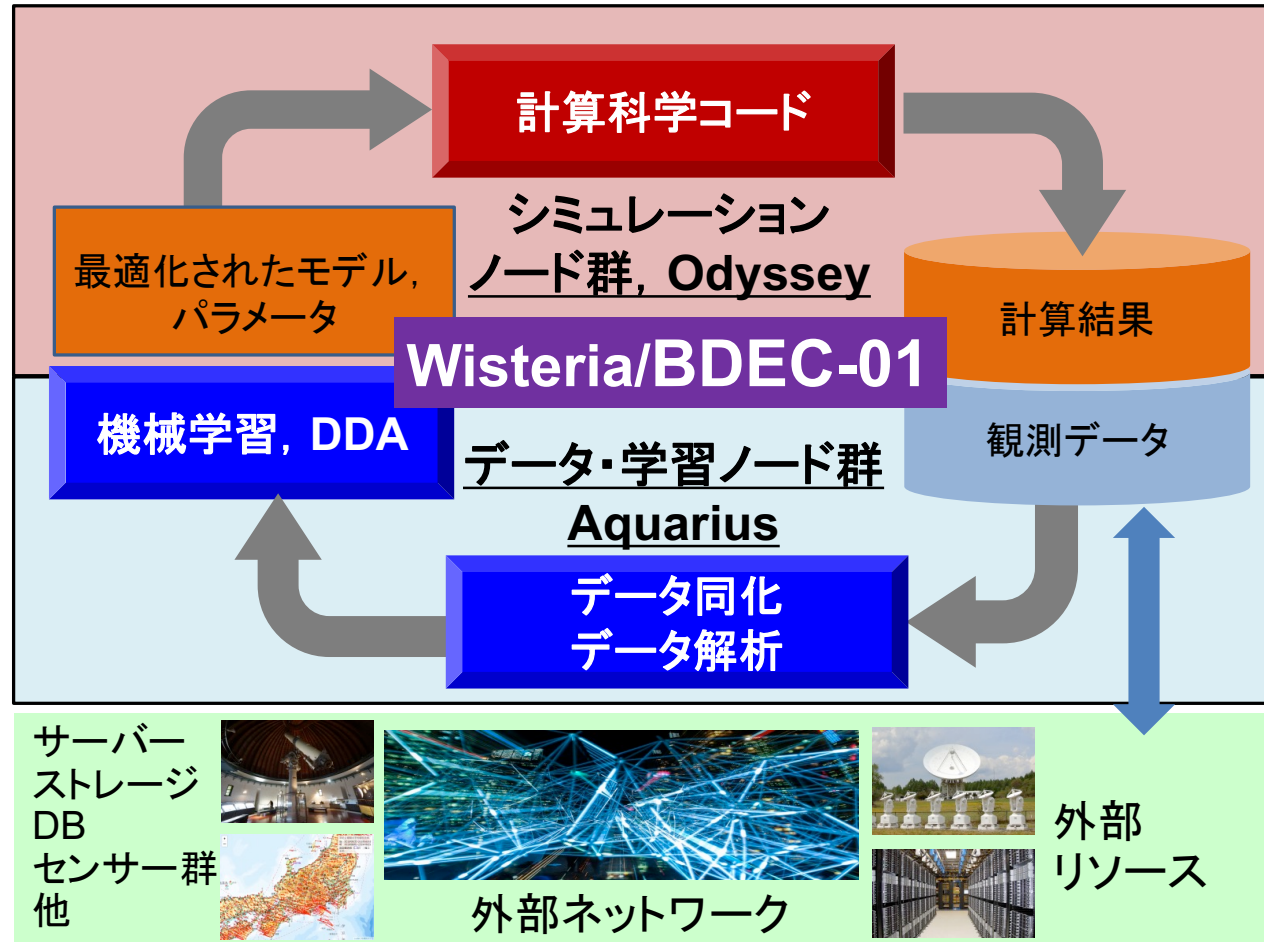 計算科学コード
シミュレーション
ノード群, Odyssey
最適化されたモデル,
パラメータ
計算結果
Wisteria/BDEC-01
機械学習, DDA
観測データ
データ・学習ノード群
Aquarius
データ同化
データ解析
サーバー
ストレージ
DB
センサー群
他
外部ネットワーク
外部
リソース